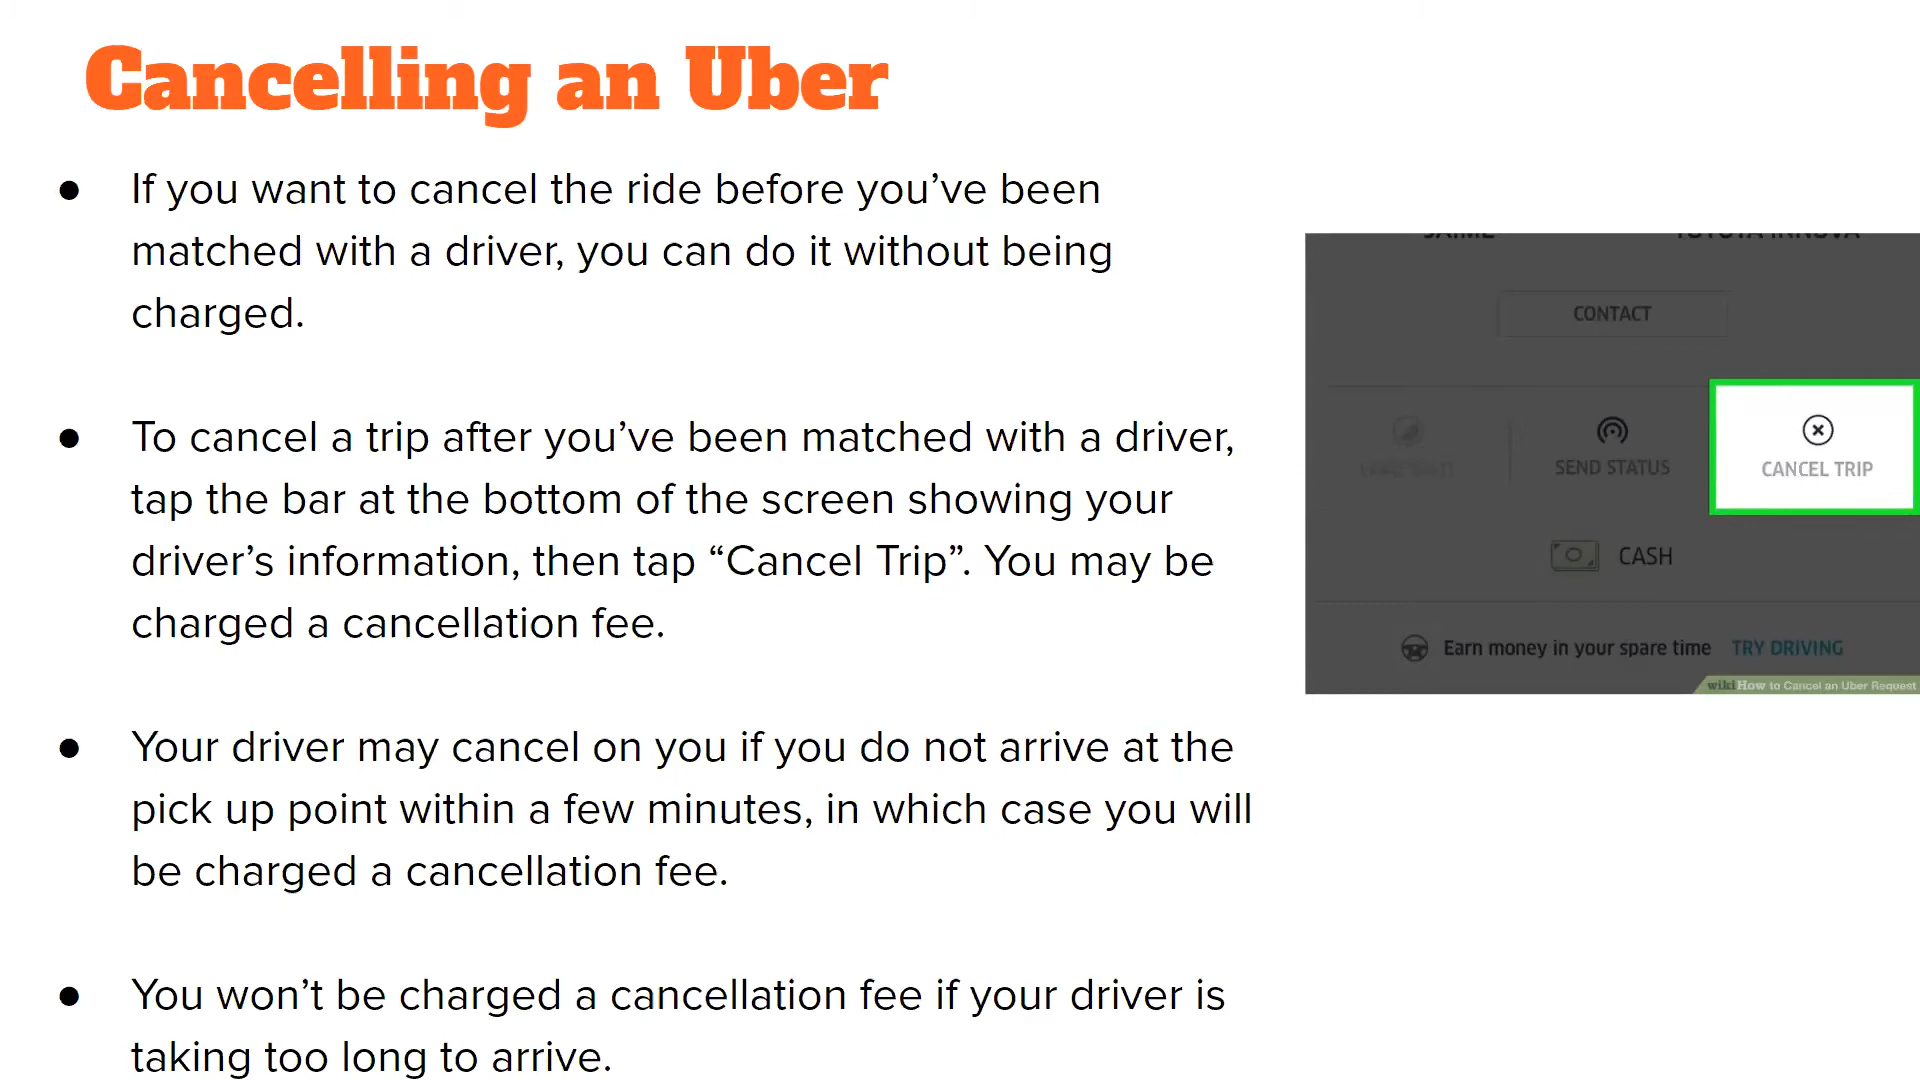 Cancelling an Uber
● If you want to cancel the ride before you’ve been
matched with a driver, you can do it without being
charged.
● To cancel a trip after you’ve been matched with a driver,
tap the bar at the bottom of the screen showing your
driver’s information, then tap “Cancel Trip”. You may be
charged a cancellation fee.
● Your driver may cancel on you if you do not arrive at the
pick up point within a few minutes, in which case you will
be charged a cancellation fee.
● You won’t be charged a cancellation fee if your driver is
taking too long to arrive.
CONTACT
SEND STATUS
CANCEL TRIP
CASH
Earn money in your spare time TRY DRIVING
wikiHow to Cancel an Uber Request